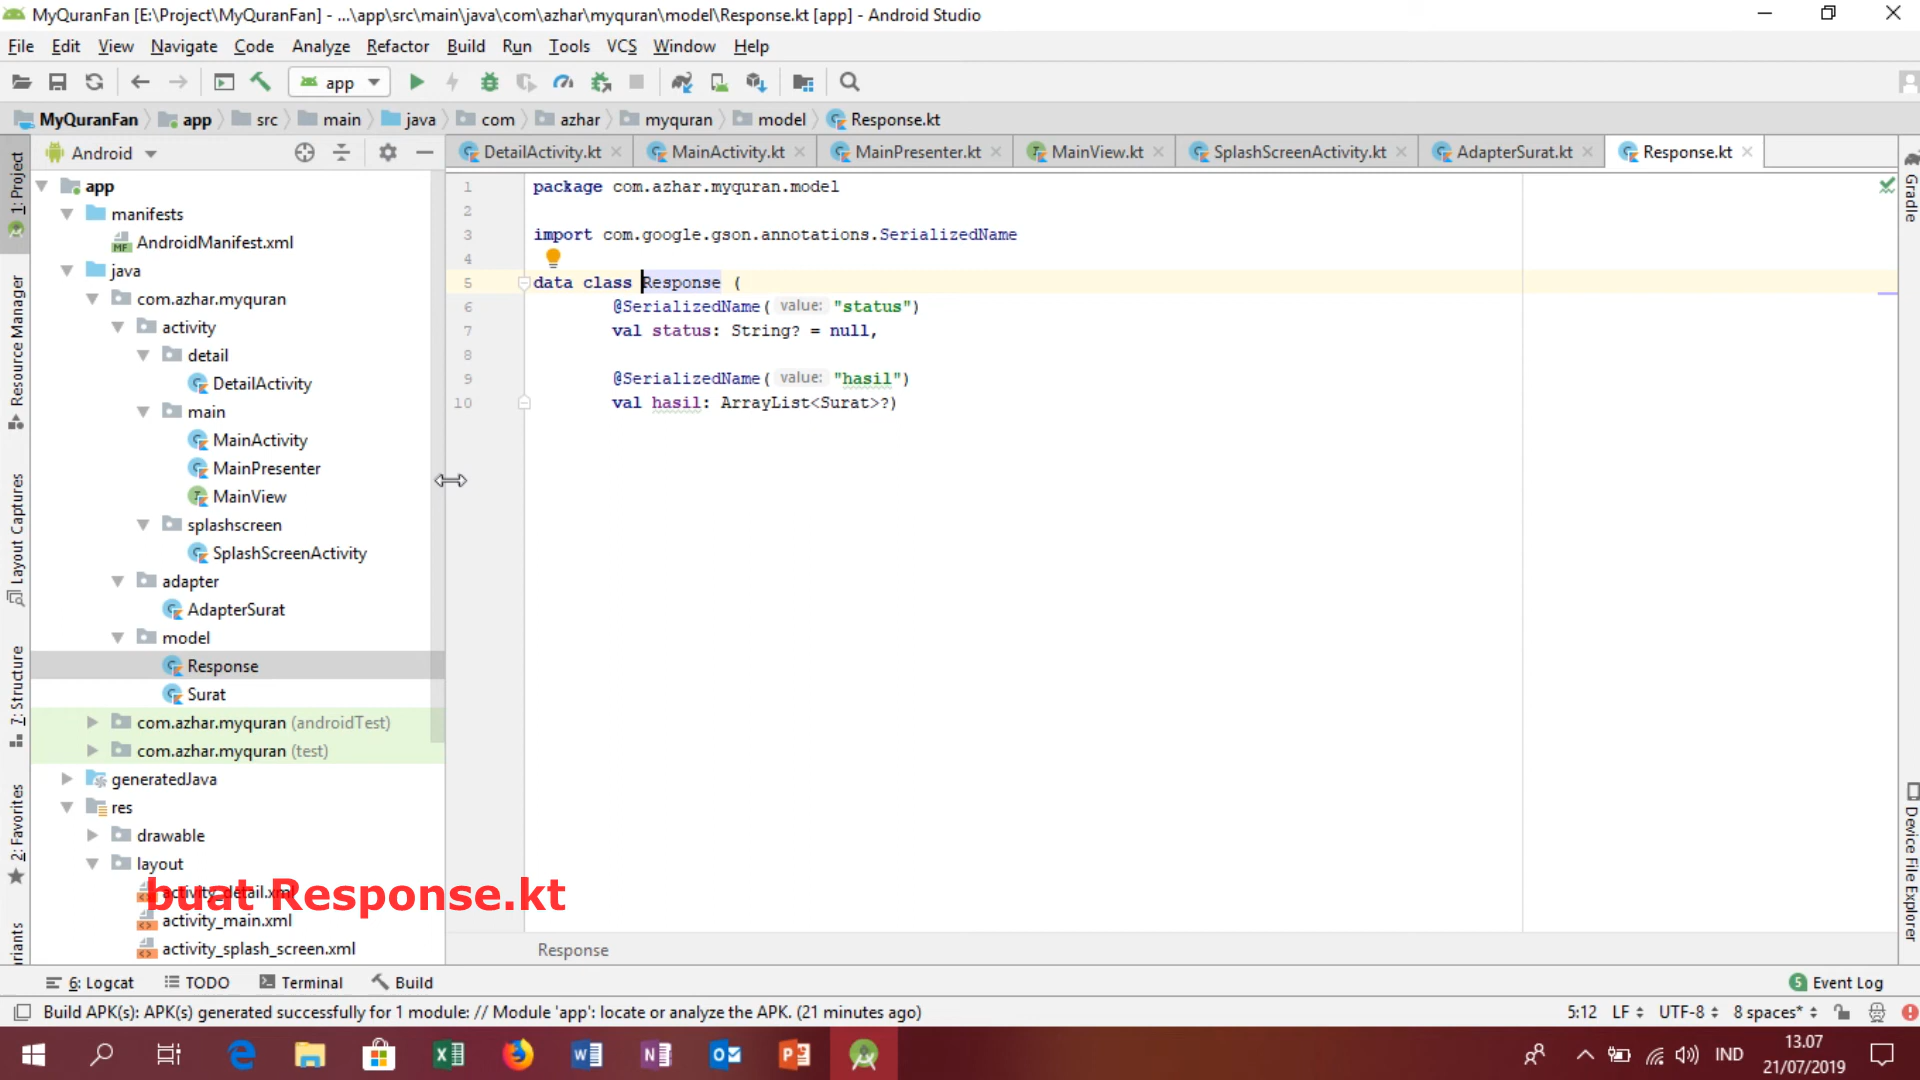 MyQuranFan [E:\Project\MyQuranFan] - ...\app\src\main\java\com\azhar\myquran\model\Response.kt [app] - Android Studio
File Edit View Navigate Code Analyze Refactor Build Run Tools VCS Window Help
app
MyQuranFan app src main java com azhar myquran model Response.kt
Android
DetailActivity.kt MainActivity.kt MainPresenter.kt MainView.kt SplashScreenActivity.kt AdapterSurat.kt Response.kt
1: Project
Resource Manager
Layout Captures
7: Structure
2: Favorites
Gradle
Device File Explorer
app
manifests
AndroidManifest.xml
java
com.azhar.myquran
activity
detail
DetailActivity
main
MainActivity
MainPresenter
MainView
splashscreen
SplashScreenActivity
adapter
AdapterSurat
model
Response
Surat
com.azhar.myquran (androidTest)
com.azhar.myquran (test)
generatedJava
res
drawable
layout
activity_detail.xml
activity_main.xml
activity_splash_screen.xml
buat Response.kt
1 package com.azhar.myquran.model
2
3 import com.google.gson.annotations.SerializedName
4
5 data class Response (
6 @SerializedName( value: "status")
7 val status: String? = null,
8
9 @SerializedName( value: "hasil")
10 val hasil: ArrayList<Surat>?)
Response
6: Logcat TODO Terminal Build 5 Event Log
Build APK(s): APK(s) generated successfully for 1 module: // Module 'app': locate or analyze the APK. (21 minutes ago) 5:12 LF UTF-8 8 spaces*
IND
13.07
21/07/2019